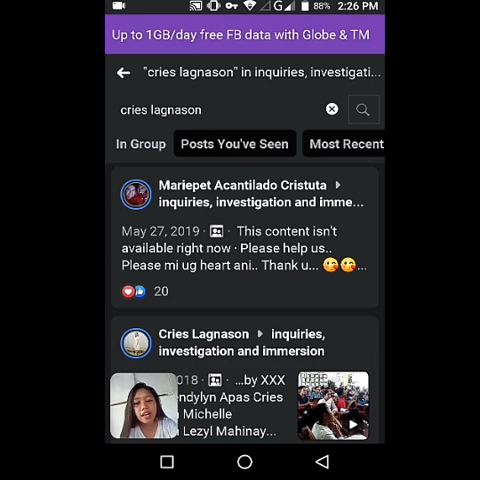 88% 2:26 PM
Up to 1GB/day free FB data with Globe & TM
"cries lagnason" in inquiries, investigati...
cries lagnason
In Group Posts You've Seen Most Recent
Mariepet Acantilado Cristuta
inquiries, investigation and imme...
May 27, 2019 · This content isn't
available right now · Please help us..
Please mi ug heart ani.. Thank u... ...
20
Cries Lagnason inquiries,
investigation and immersion
018 · ...by XXX
endylyn Apas Cries
Michelle
Lezyl Mahinay...